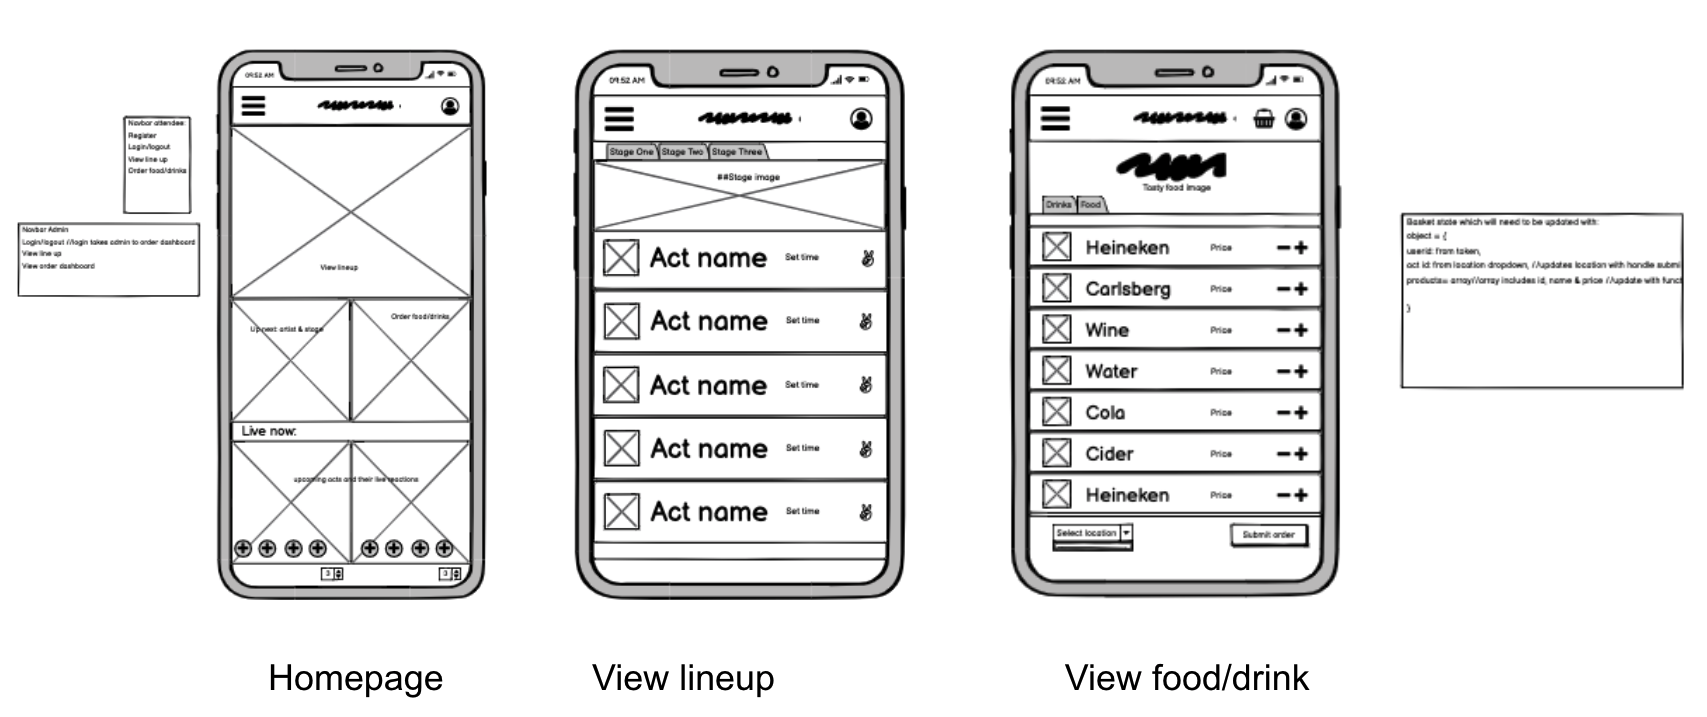 Navbar attendee:
Register
Login/logout
View line up
Order food/drinks
Navbar Admin
Login/logout //login takes admin to order dashboard
View line up
View order dashboard
09:52 AM
View lineup
Up next: artist & stage
Order food/drinks
Live now:
upcoming acts and their live reactions
3
3
Homepage
09:52 AM
Stage One
Stage Two
Stage Three
##Stage image
Act name Set time
Act name Set time
Act name Set time
Act name Set time
Act name Set time
View lineup
09:52 AM
Tasty food image
Drinks
Food
Heineken Price
Carlsberg Price
Wine Price
Water Price
Cola Price
Cider Price
Heineken Price
Select location
Submit order
View food/drink
Basket state which will need to be updated with:
object = {
userid: from token,
act id: from location dropdown, //updates location with handle submi
products= array//array includes id, name & price //update with funct
}